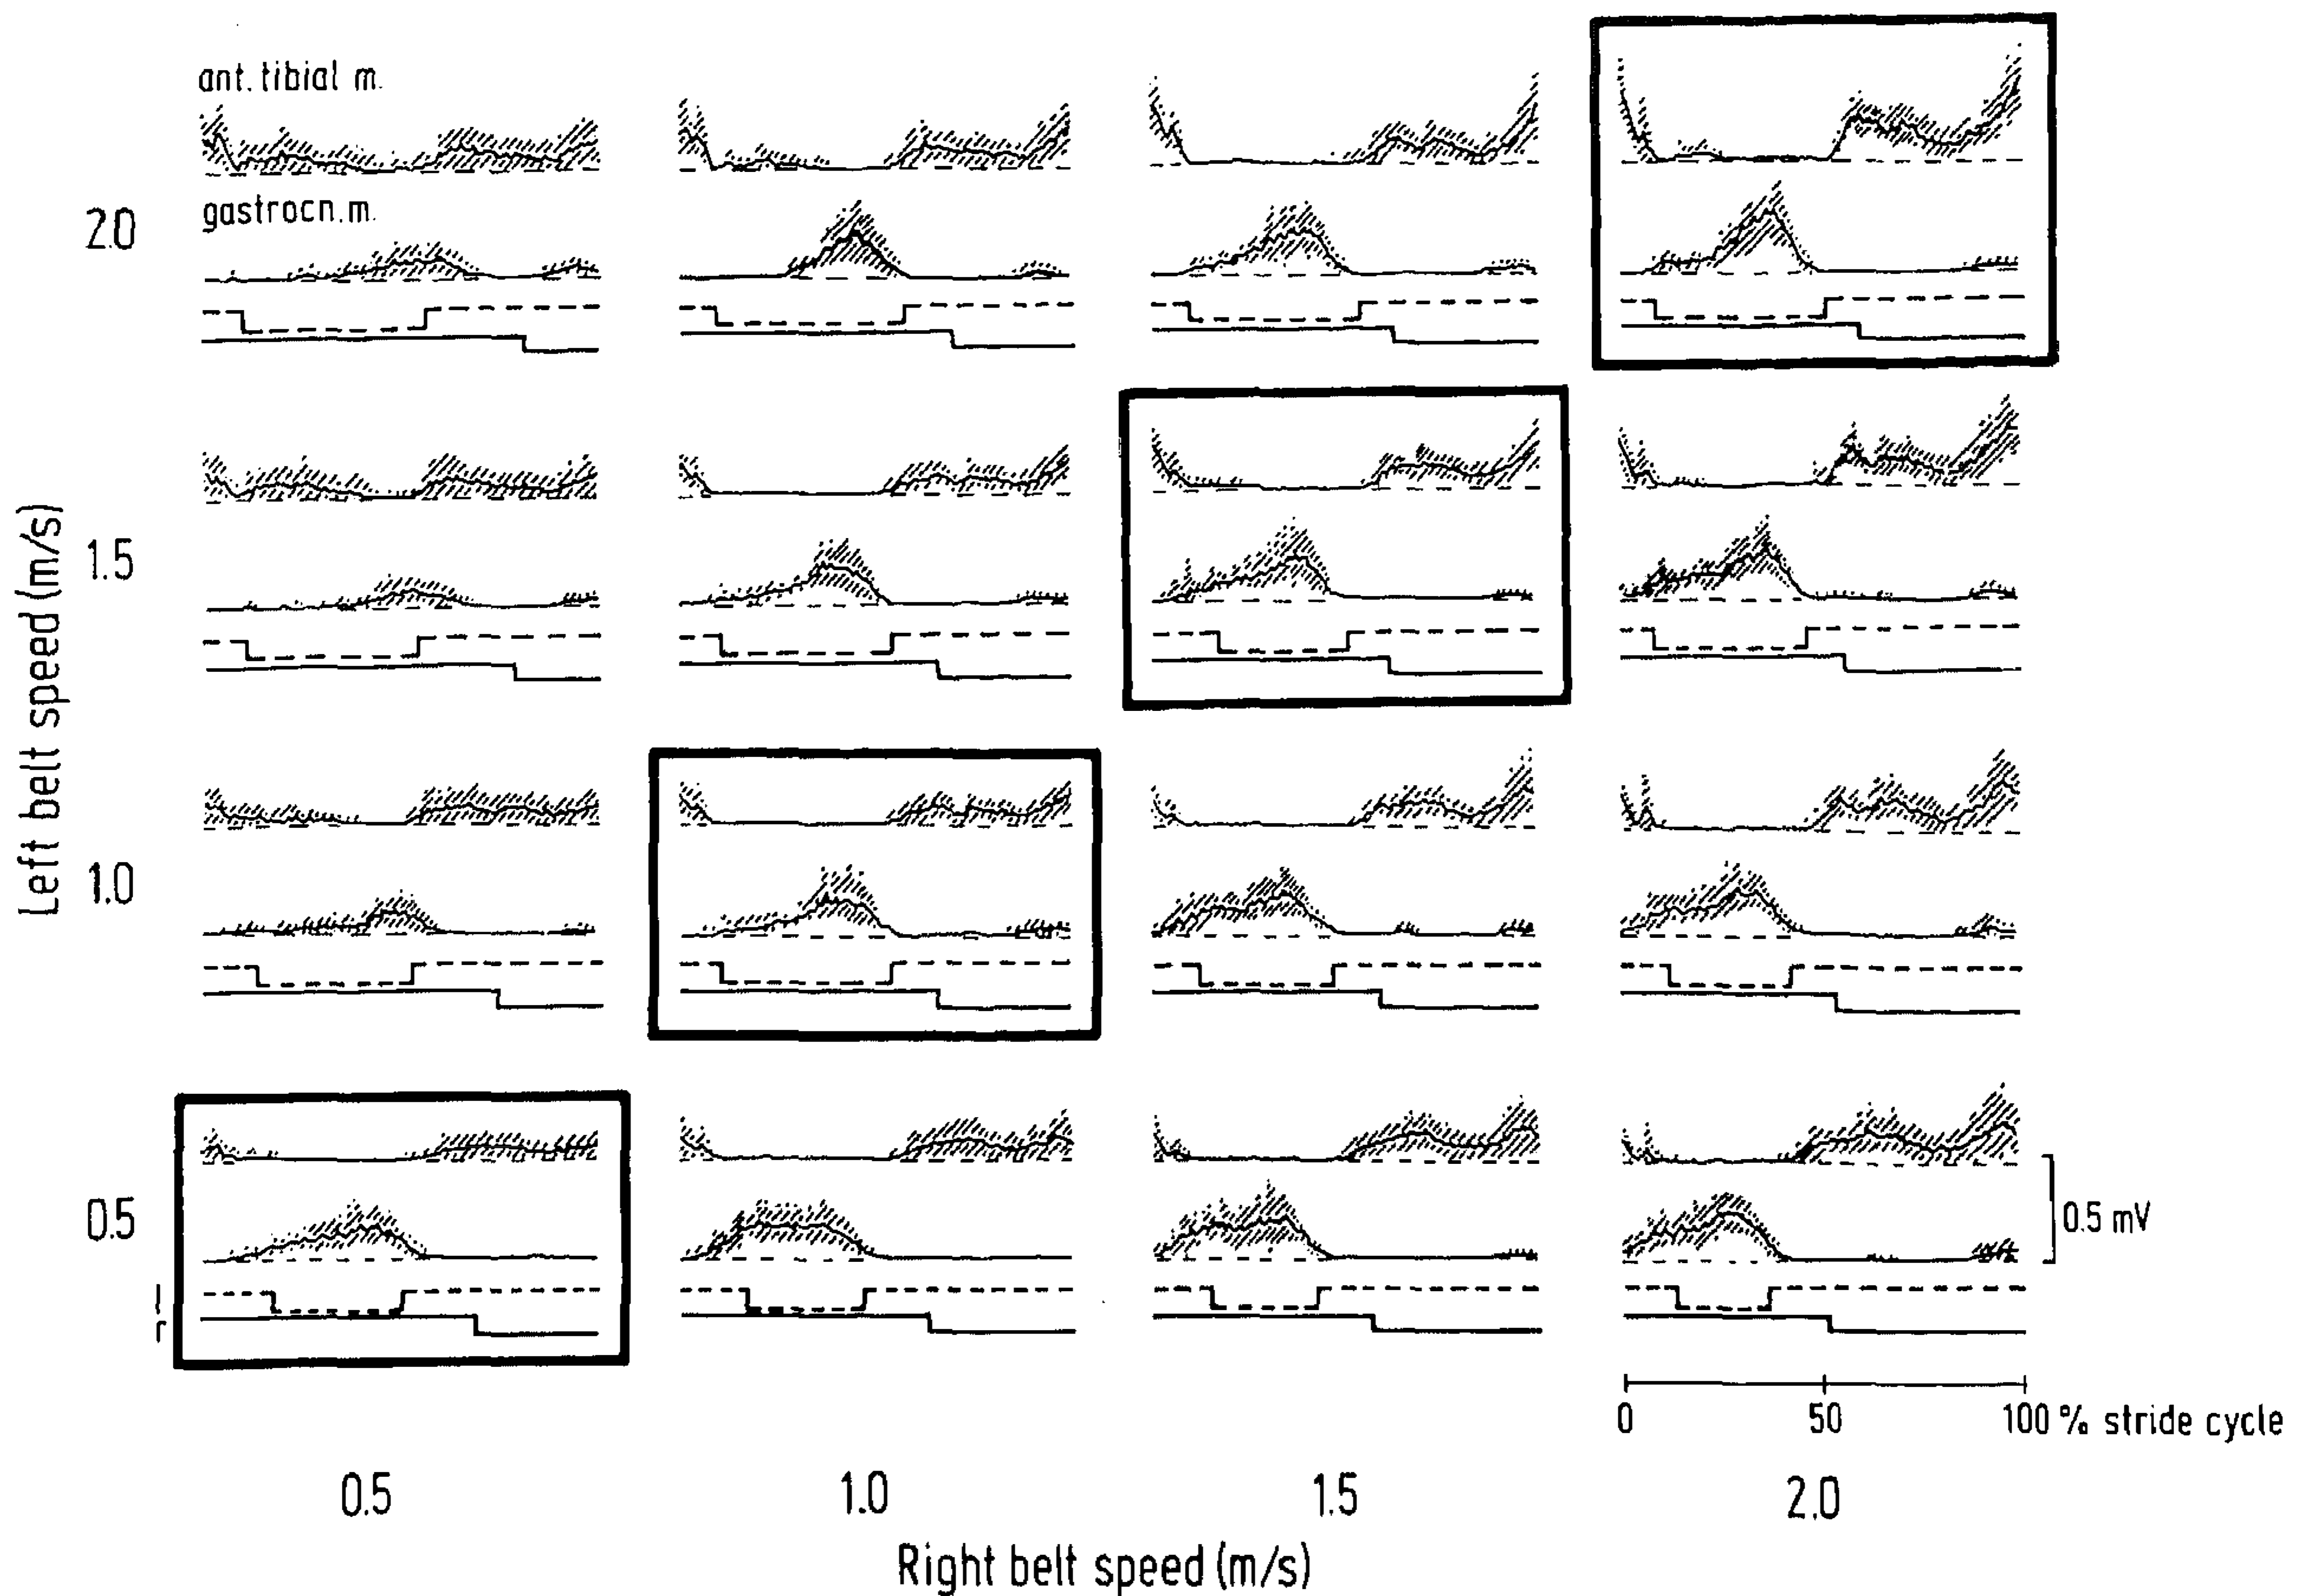 ant. tibial m.
gastrocn. m.
2.0
1.5
1.0
0.5
Left belt speed (m/s)
l
r
0.5 mV
0 50 100 % stride cycle
0.5 1.0 1.5 2.0
Right belt speed (m/s)